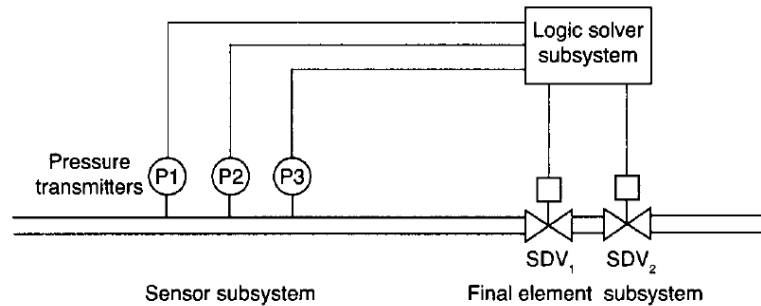 Logic solver
subsystem
Pressure
transmitters
P1
P2
P3
SDV₁
SDV₂
Sensor subsystem
Final element subsystem